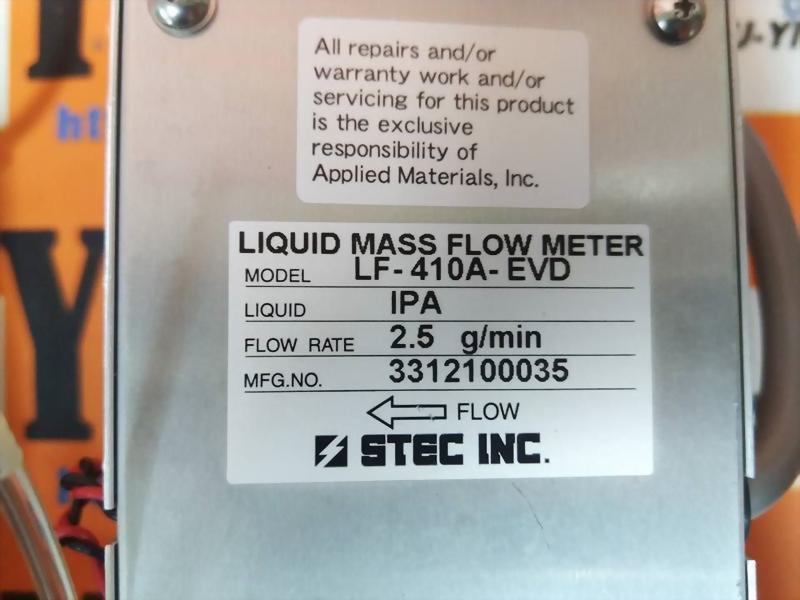 All repairs and/or
warranty work and/or
servicing for this product
is the exclusive
responsibility of
Applied Materials, Inc.
LIQUID MASS FLOW METER
MODEL LF-410A-EVD
LIQUID IPA
FLOW RATE 2.5 g/min
MFG.NO. 3312100035
FLOW
STEC INC.